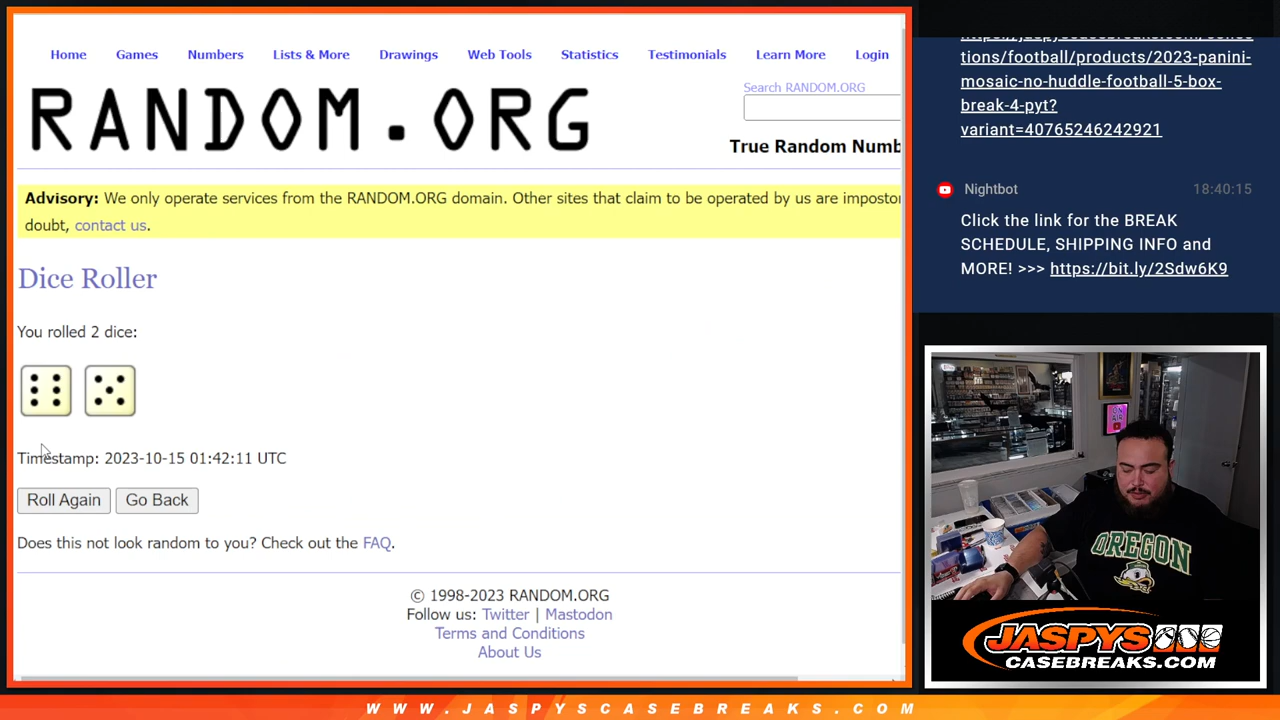 Home Games Numbers Lists & More Drawings Web Tools Statistics Testimonials Learn More Login
RANDOM.ORG
Search RANDOM.ORG
True Random Numb
Advisory: We only operate services from the RANDOM.ORG domain. Other sites that claim to be operated by us are impostor
doubt, contact us.
Dice Roller
You rolled 2 dice:
Timestamp: 2023-10-15 01:42:11 UTC
Roll Again Go Back
Does this not look random to you? Check out the FAQ.
© 1998-2023 RANDOM.ORG
Follow us: Twitter | Mastodon
Terms and Conditions
About Us
tions/football/products/2023-panini-
mosaic-no-huddle-football-5-box-
break-4-pyt?
variant=40765246242921
Nightbot 18:40:15
Click the link for the BREAK
SCHEDULE, SHIPPING INFO and
MORE! >>> https://bit.ly/2Sdw6K9
ON
AIR
OREGON
JASPYS
CASEBREAKS.COM
WWW.JASPYSCASEBREAKS.COM